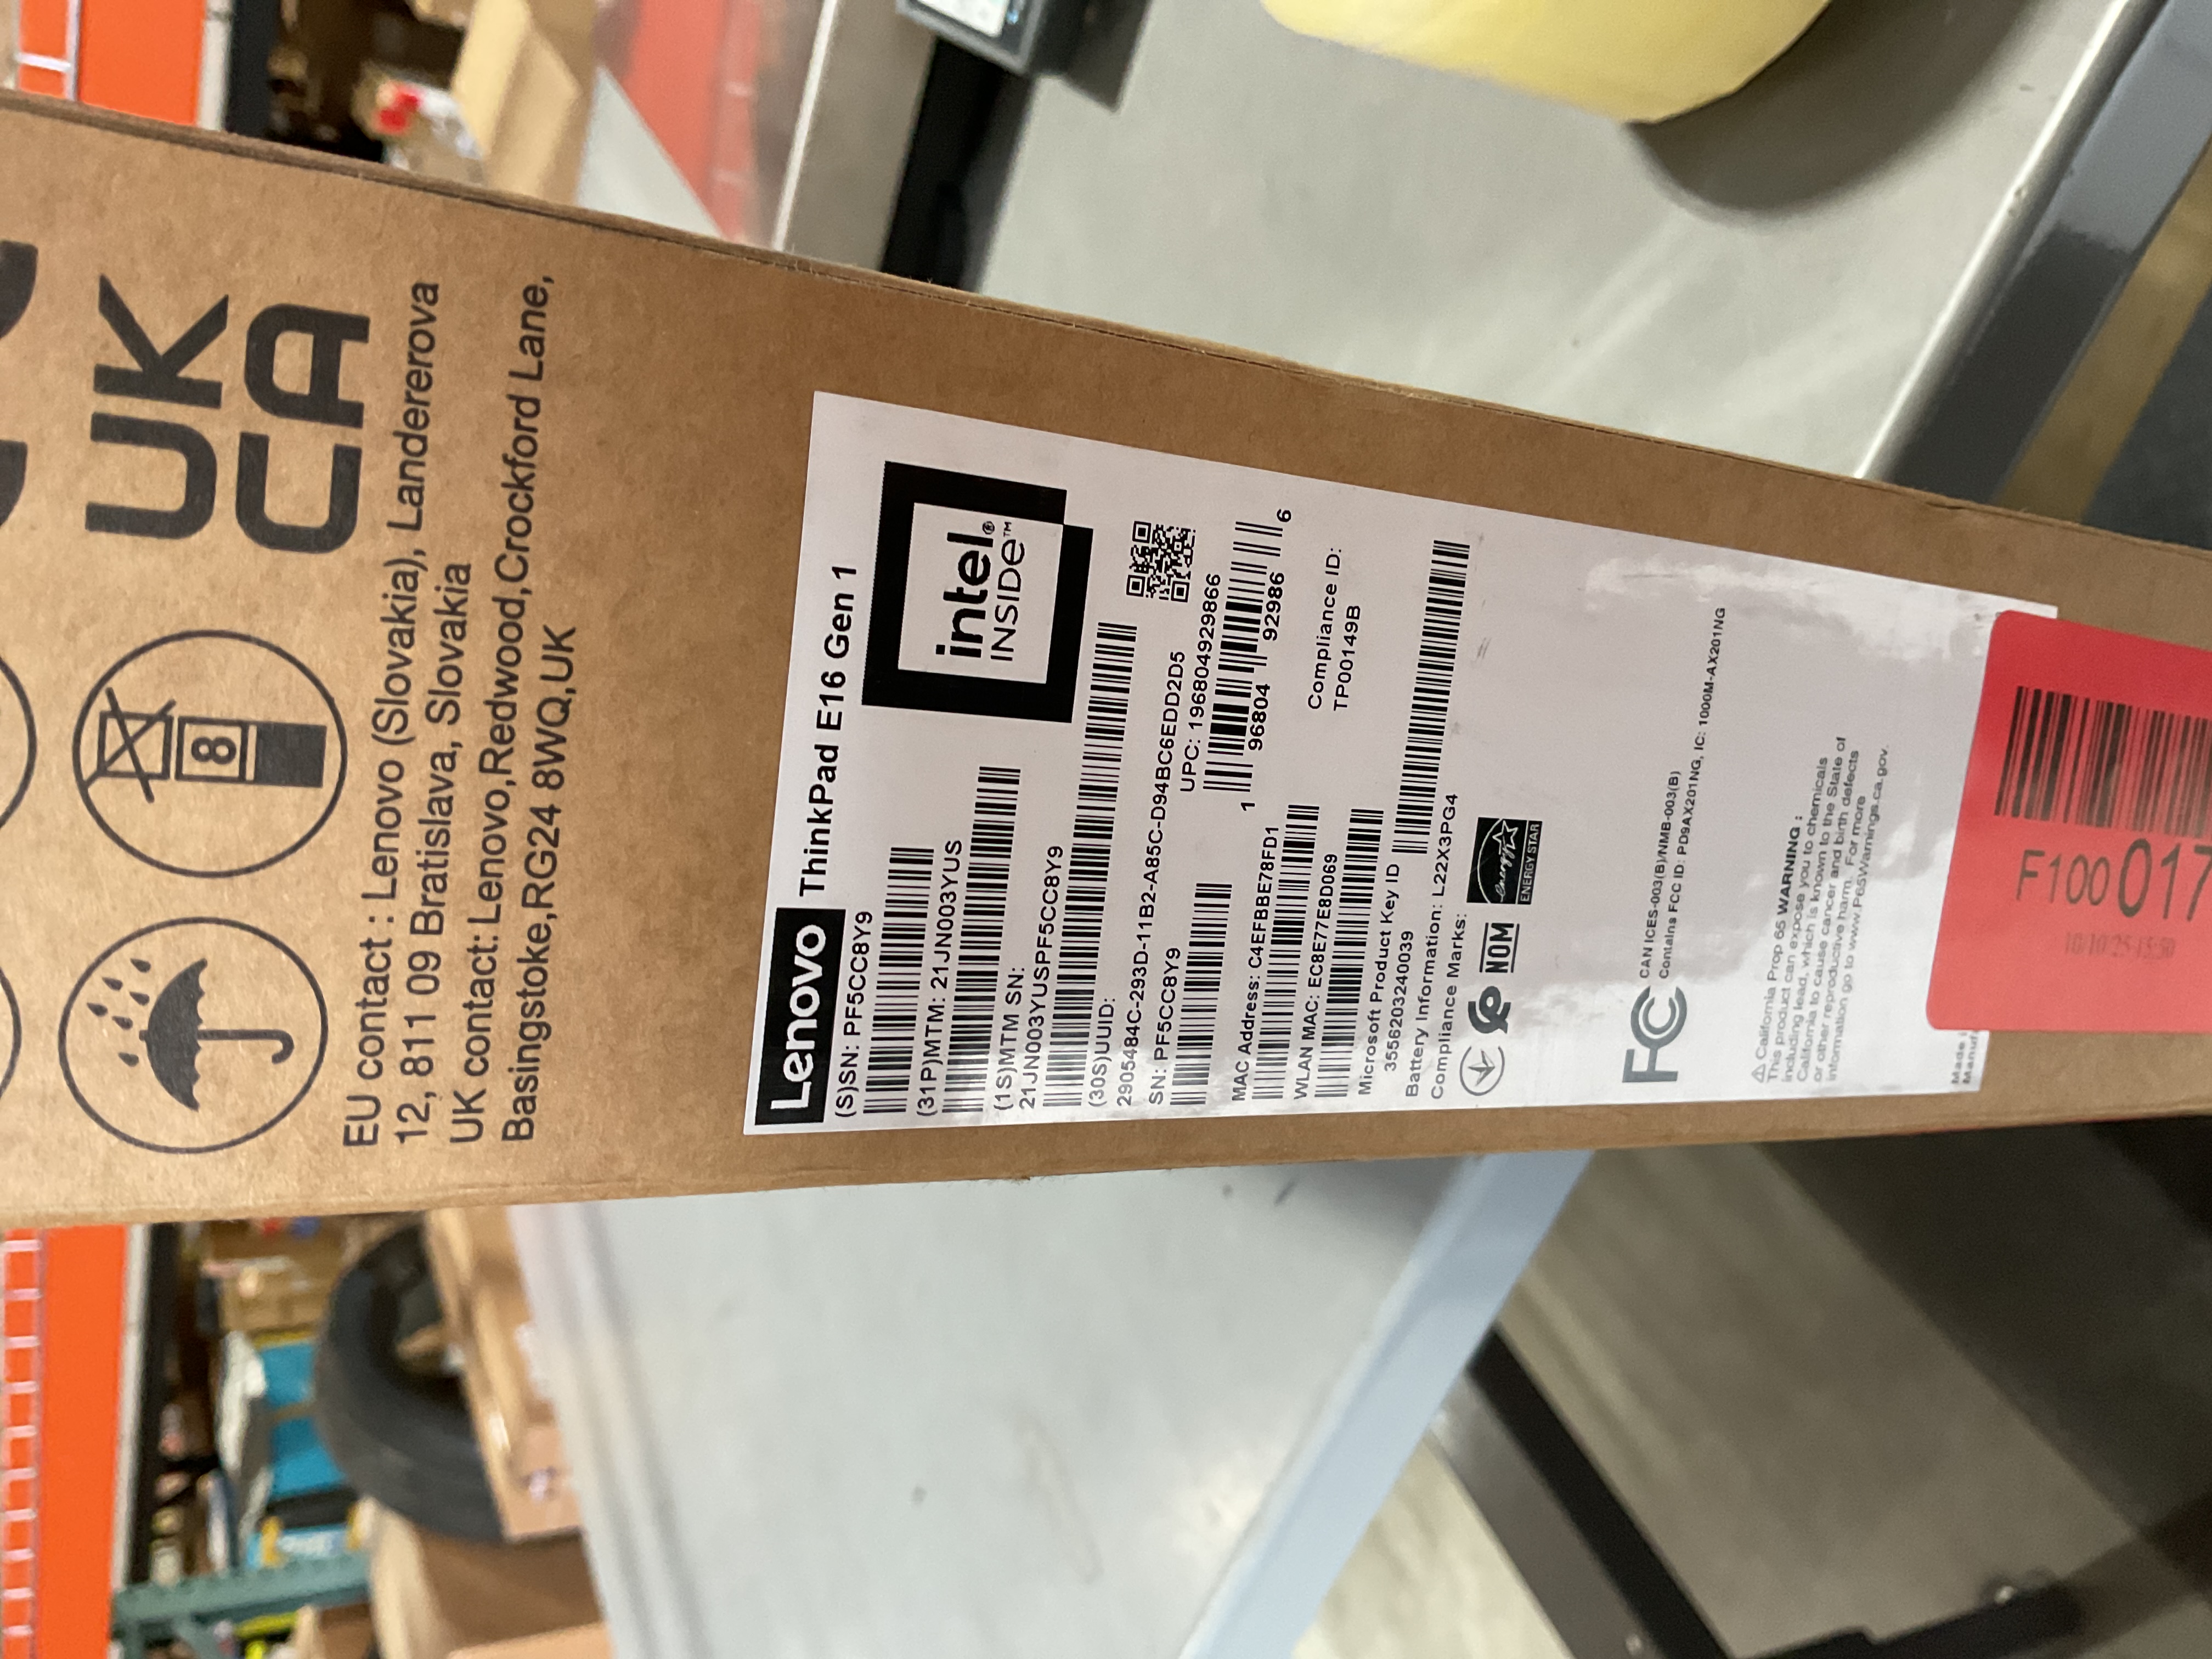 UK
CA
8
EU contact : Lenovo (Slovakia), Landererova
12, 811 09 Bratislava, Slovakia
UK contact: Lenovo,Redwood,Crockford Lane,
Basingstoke,RG24 8WQ,UK
Lenovo ThinkPad E16 Gen 1
(S)SN: PF5CC8Y9
intel®
INSIDE™
(31P)MTM: 21JN003YUS
(1S)MTM SN:
21JN003YUSPF5CC8Y9
(30S)UUID:
2905484C-293D-11B2-A85C-D94BC6EDD2D5
SN: PF5CC8Y9
UPC: 196804929866
1 96804 92986 6
MAC Address: C4EFBBE78FD1
WLAN MAC: EC8E77E8D069
Compliance ID:
TP00149B
Microsoft Product Key ID
3556203240039
Battery Information: L22X3PG4
Compliance Marks:
NOM
energy
ENERGY STAR
FC
CAN ICES-003(B)/NMB-003(B)
Contains FCC ID: PD9AX201NG, IC: 1000M-AX201NG
⚠ California Prop 65 WARNING :
This product can expose you to chemicals
including lead, which is known to the State of
California to cause cancer and birth defects
or other reproductive harm. For more
information go to www.P65Warnings.ca.gov.
Made
Manuf
F100017
10/10/25